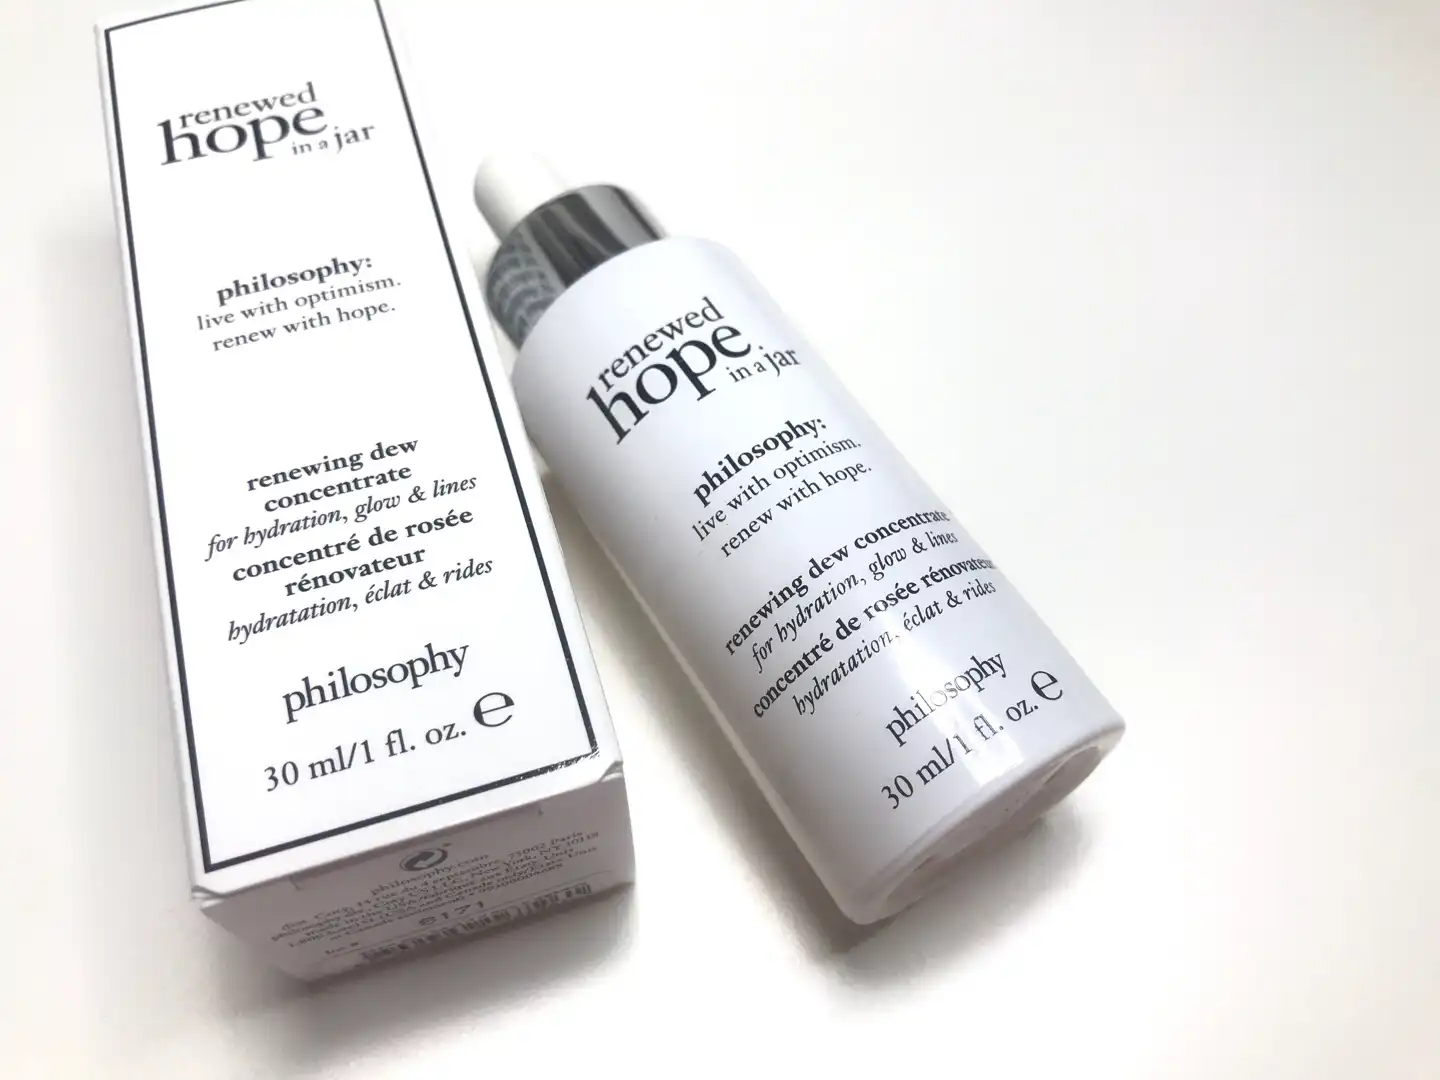 renewed
hope
in a jar
philosophy:
live with optimism.
renew with hope.
renewing dew
concentrate
for hydration, glow & lines
concentré de rosée
rénovateur
hydratation, éclat & rides
philosophy
30 ml/1 fl. oz. e
philosophy.com
8171
renewed
hope
in a jar
philosophy:
live with optimism.
renew with hope.
renewing dew concentrate
for hydration, glow & lines
concentré de rosée rénovateur
hydratation, éclat & rides
philosophy
30 ml/1 fl. oz. e